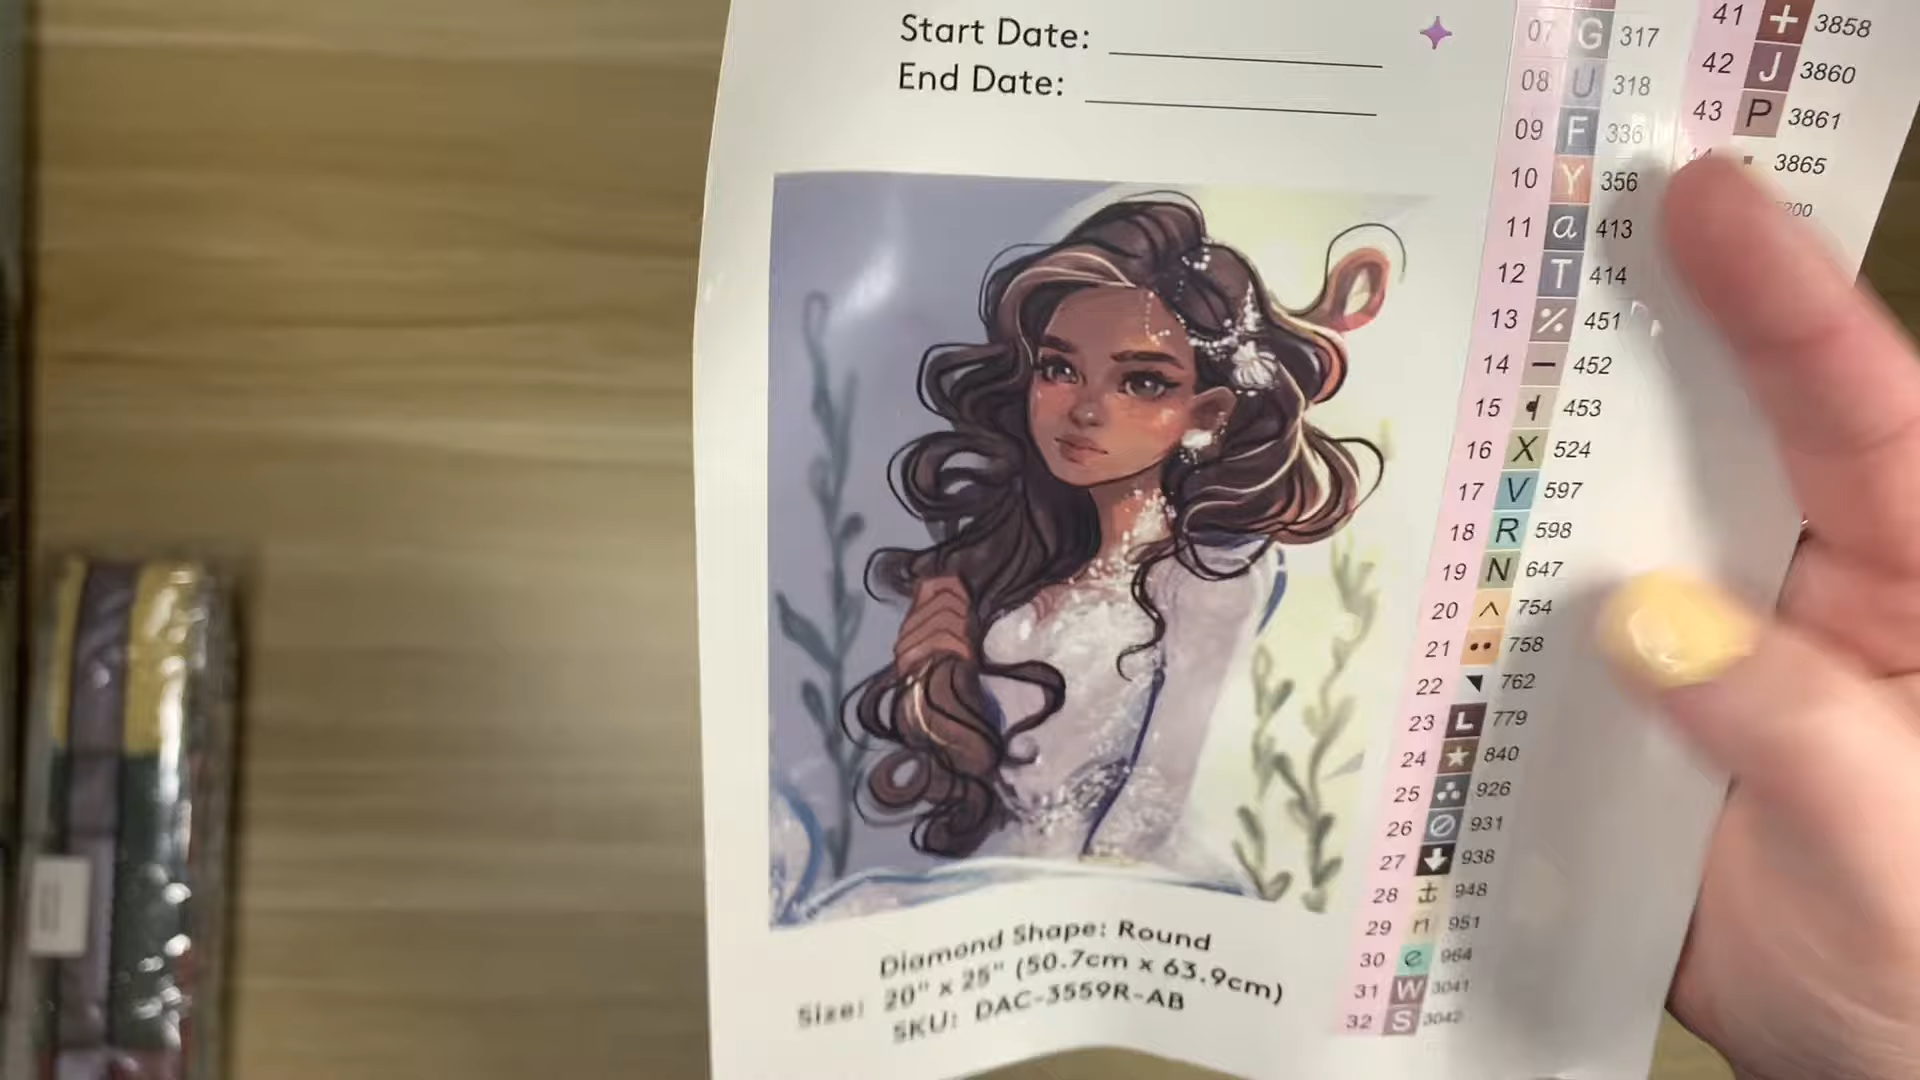 Start Date:
End Date:
Diamond Shape: Round
Size: 20" x 25" (50.7cm x 63.9cm)
SKU: DAC-3559R-AB
07 G 317
08 U 318
09 F 336
10 Y 356
11 a 413
12 T 414
13 ⁒ 451
14 – 452
15 453
16 X 524
17 V 597
18 R 598
19 N 647
20 ^ 754
21 •• 758
22 ◥ 762
23 L 779
24 ★ 840
25 926
26 ⊘ 931
27 ⬇ 938
28 ⚓ 948
29 n 951
30 e 964
31 W 3041
32 S 3042
41 + 3858
42 J 3860
43 P 3861
3865